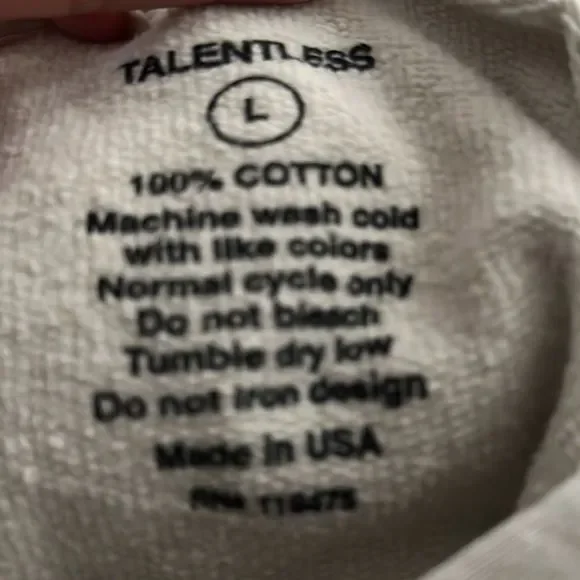 TALENTLESS
L
100% COTTON
Machine wash cold
with like colors
Normal cycle only
Do not bleach
Tumble dry low
Do not iron design
Made in USA